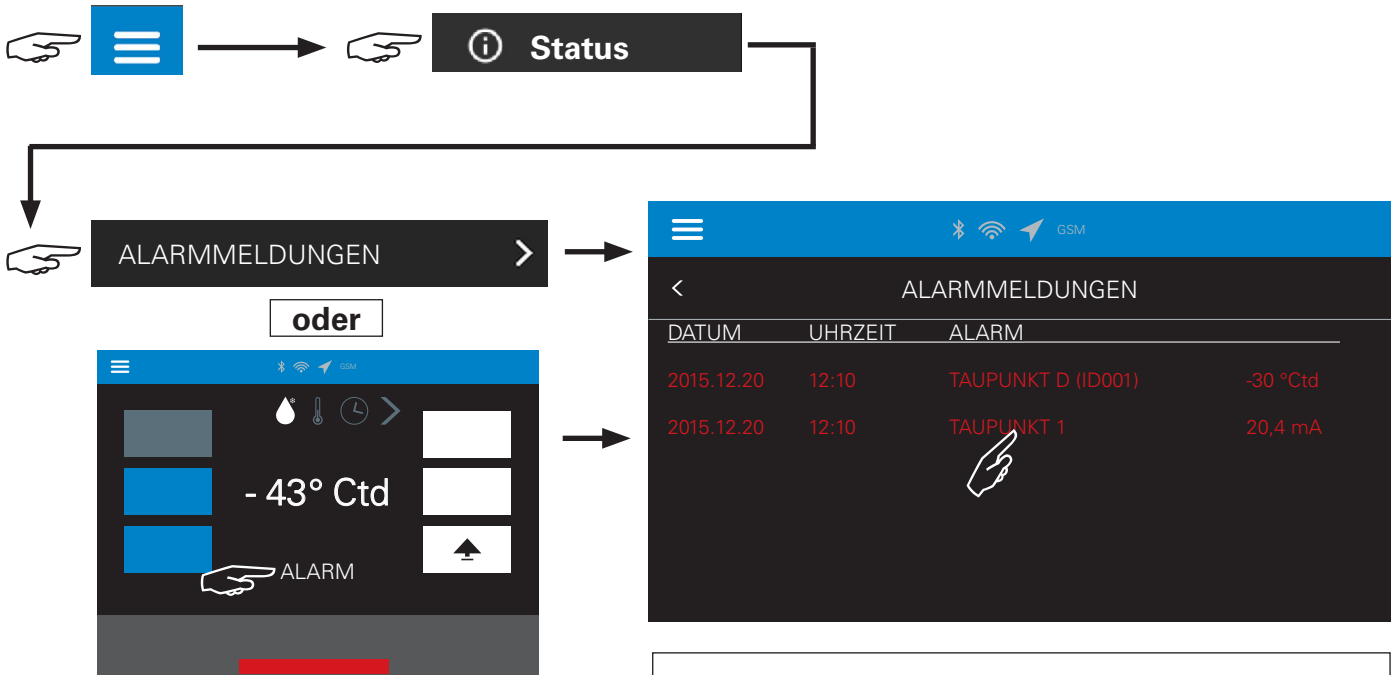 Status
ALARMMELDUNGEN
oder
GSM
- 43° Ctd
ALARM
GSM
< ALARMMELDUNGEN
DATUM UHRZEIT ALARM
2015.12.20 12:10 TAUPUNKT D (ID001) -30 °Ctd
2015.12.20 12:10 TAUPUNKT 1 20,4 mA